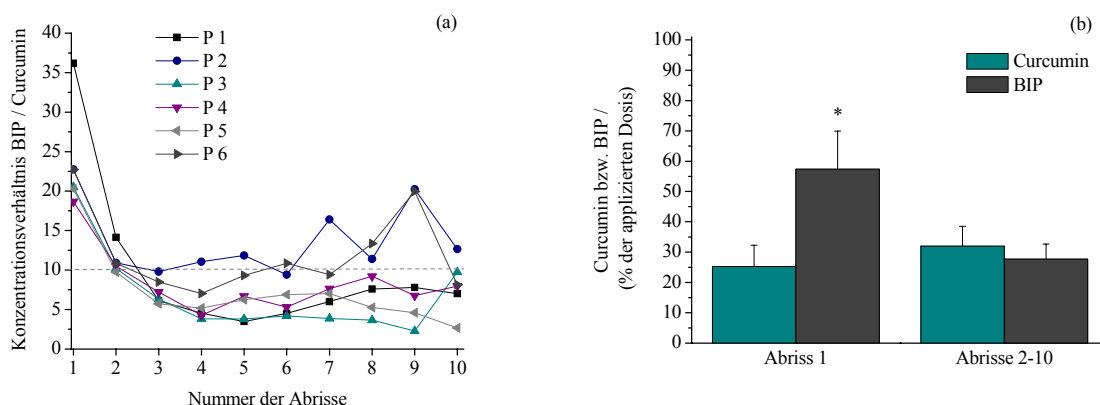 (a)
Konzentrationsverhältnis BIP / Curcumin
40
35
30
25
20
15
10
5
0
P 1
P 2
P 3
P 4
P 5
P 6
1 2 3 4 5 6 7 8 9 10
Nummer der Abrisse
(b)
Curcumin bzw. BIP /
(% der applizierten Dosis)
100
90
80
70
60
50
40
30
20
10
0
Curcumin
BIP
*
Abriss 1 Abrisse 2-10